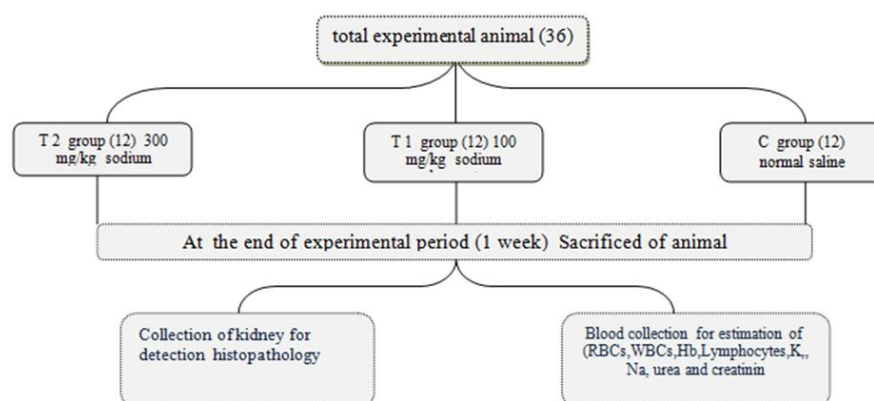 total experimental animal (36)
T 2 group (12) 300
mg/kg sodium
T 1 group (12) 100
mg/kg sodium
C group (12)
normal saline
At the end of experimental period (1 week) Sacrificed of animal
Collection of kidney for
detection histopathology
Blood collection for estimation of
(RBCs,WBCs,Hb,Lymphocytes,K,,
Na, urea and creatinin